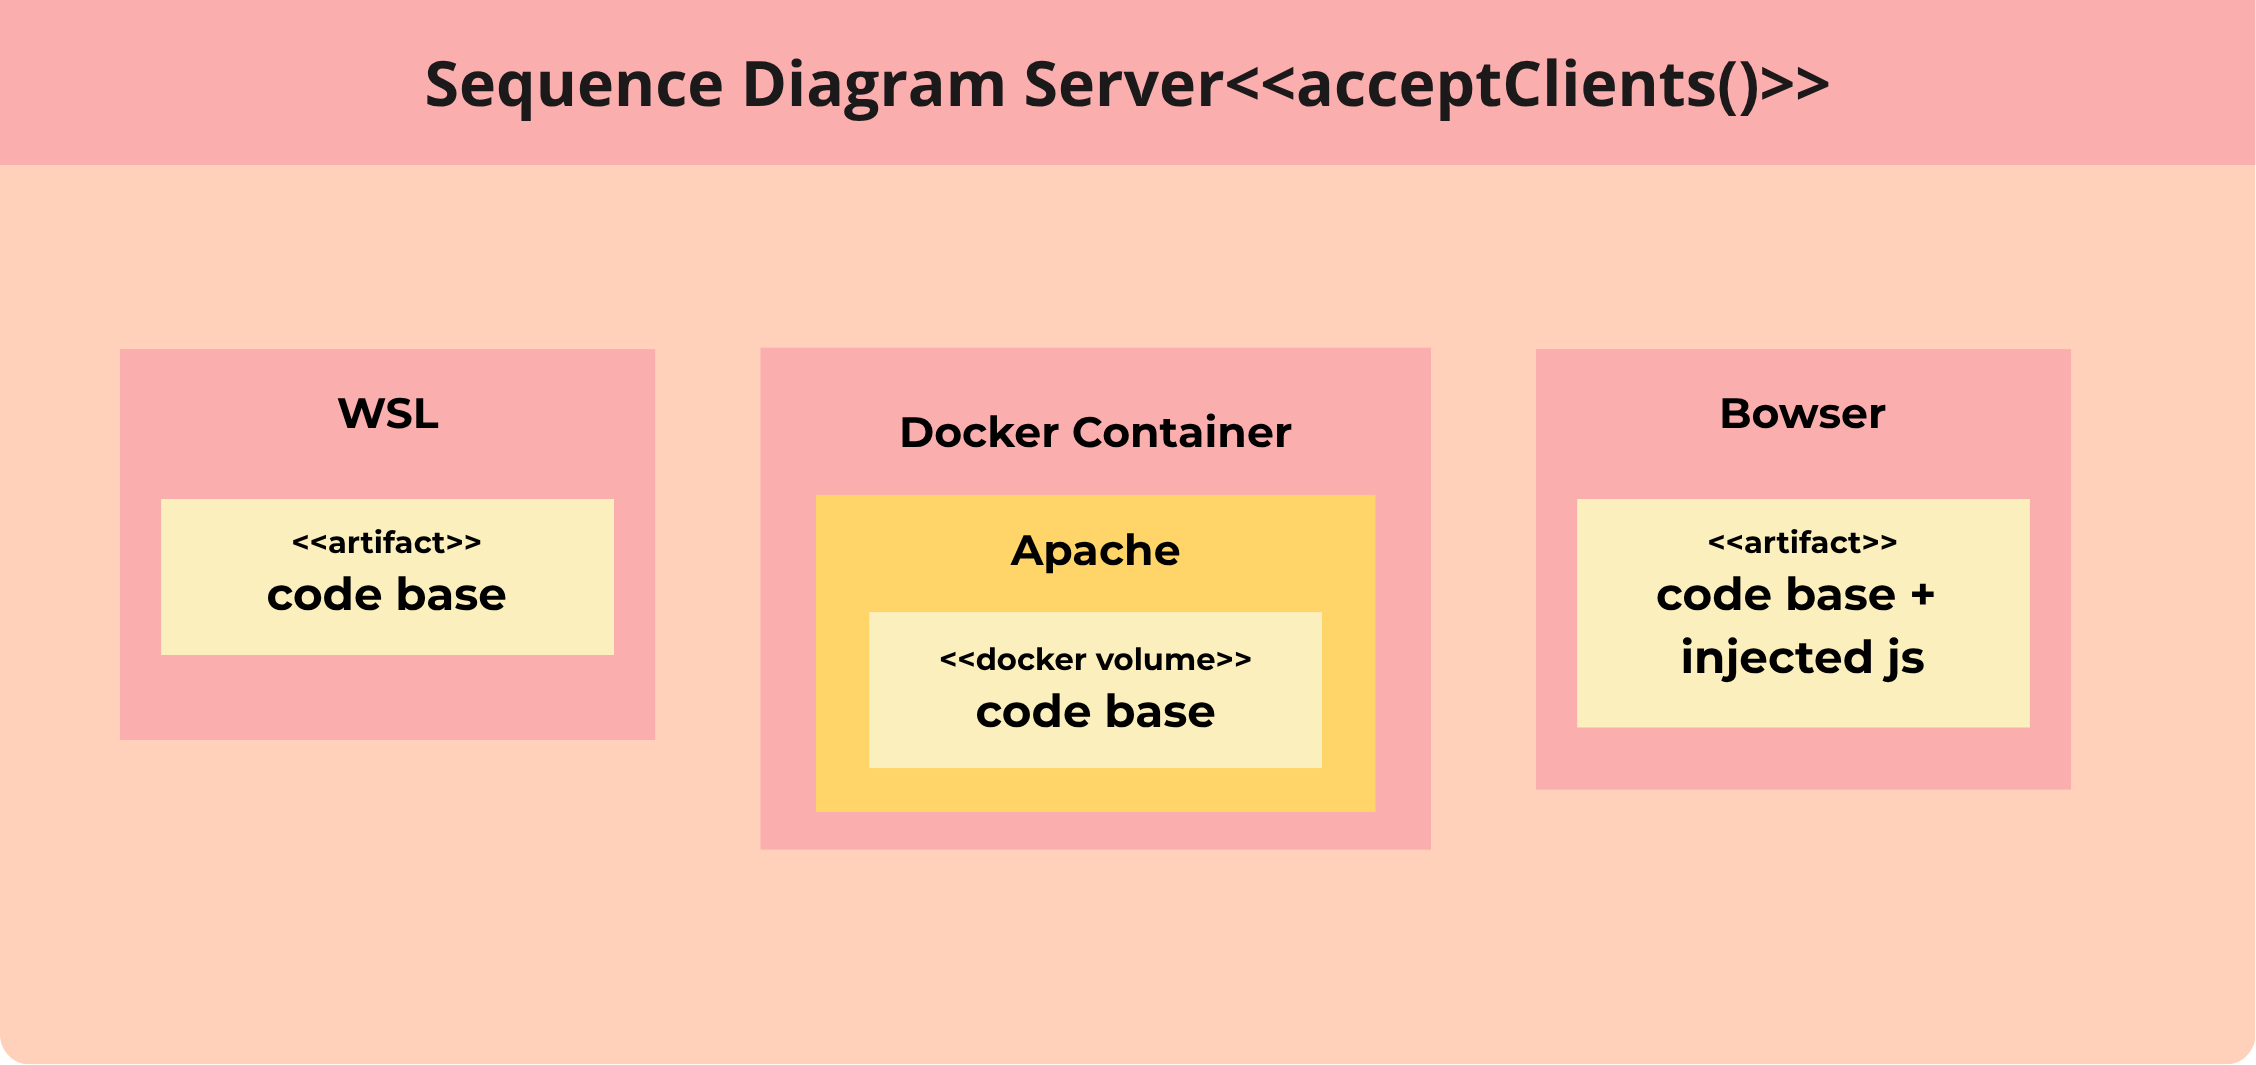 Sequence Diagram Server<<acceptClients()>>
WSL
<<artifact>>
code base
Docker Container
Apache
<<docker volume>>
code base
Bowser
<<artifact>>
code base +
injected js